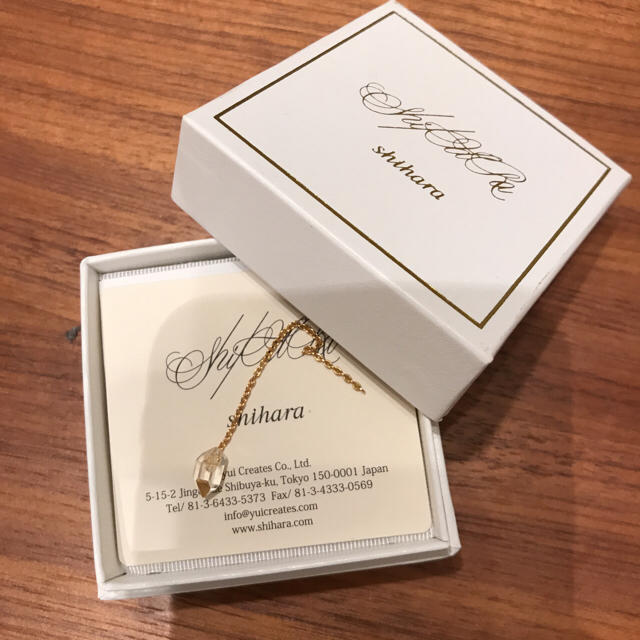 shihara
shihara
yui Creates Co., Ltd.
5-15-2 Shibuya-ku, Tokyo 150-0001 Japan
Tel/ 81-3-6433-5373 Fax/ 81-3-4333-0569
info@yuicreates.com
www.shihara.com